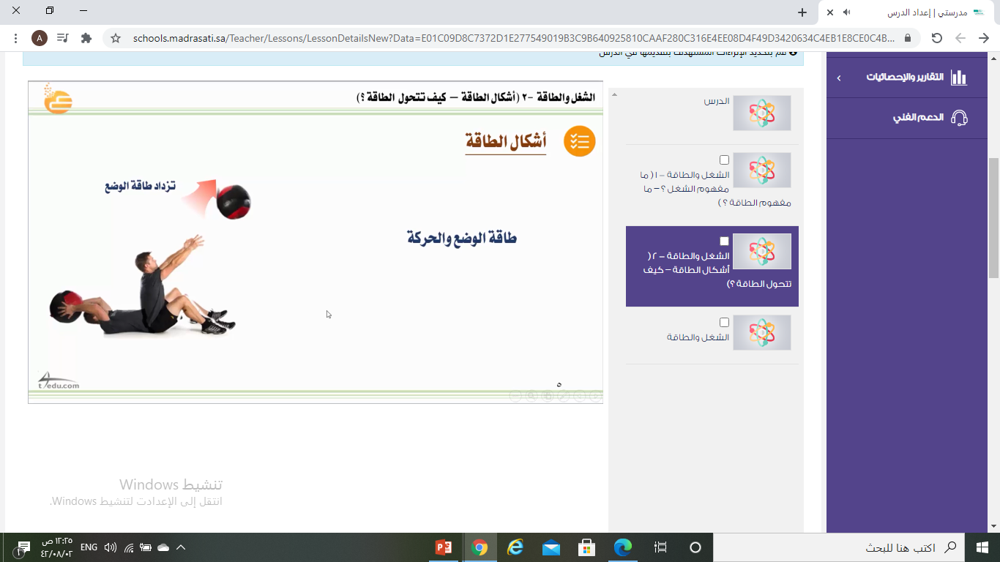 مدرستي | إعداد الدرس
schools.madrasati.sa/Teacher/Lessons/LessonDetailsNew?Data=E01C09D8C7372D1E277549019B3C9B640925810CAAF280C316E4EE08D4F49D3420634C4EB1E8CE0C4B...
A
التقارير والإحصائيات
الدعم الفني
الدرس
الشغل والطاقة - ١ ( ما
مفهوم الشغل ؟ - ما
مفهوم الطاقة ؟ )
الشغل والطاقة - ٢ (
أشكال الطاقة - كيف
تتحول الطاقة ؟)
الشغل والطاقة
الشغل والطاقة -٢ (أشكال الطاقة – كيف تتحول الطاقة ؟)
أشكال الطاقة
تزداد طاقة الوضع
طاقة الوضع والحركة
t4edu.com
٥
تنشيط Windows
انتقل إلى الإعدادت لتنشيط Windows.
اكتب هنا للبحث
ENG
١٢:٢٥ ص
٤٢/٠٨/٠٢
١